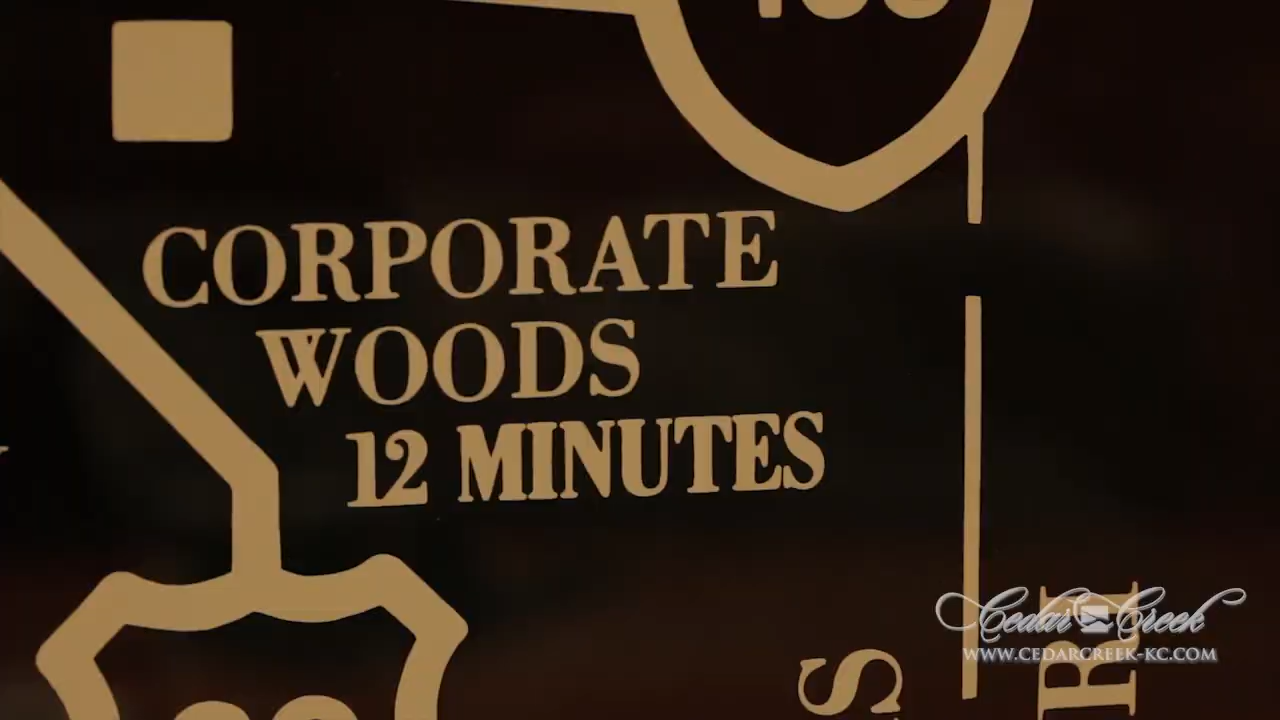 CORPORATE
WOODS
12 MINUTES
Cedar Creek
WWW.CEDARCREEK-KC.COM